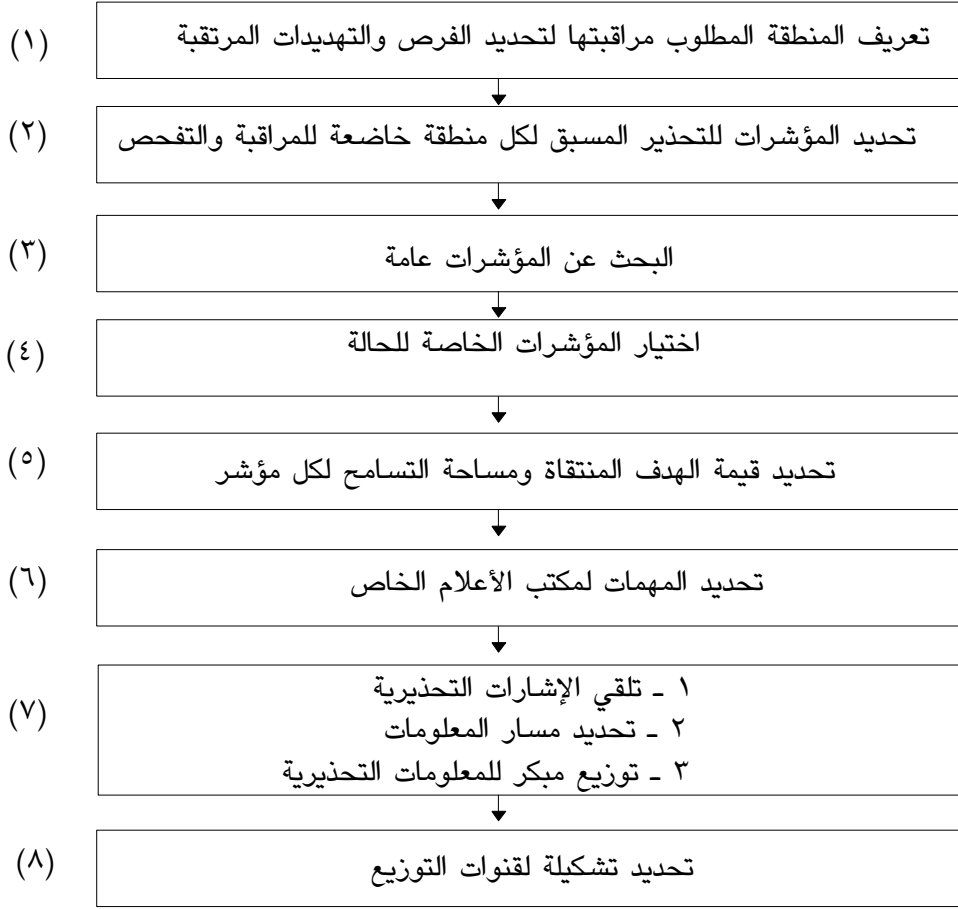 (١) تعريف المنطقة المطلوب مراقبتها لتحديد الفرص والتهديدات المرتقبة
(٢) تحديد المؤشرات للتحذير المسبق لكل منطقة خاضعة للمراقبة والتفحص
(٣) البحث عن المؤشرات عامة
(٤) اختيار المؤشرات الخاصة للحالة
(٥) تحديد قيمة الهدف المنتقاة ومساحة التسامح لكل مؤشر
(٦) تحديد المهمات لمكتب الأعلام الخاص
(٧)
١ ـ تلقي الإشارات التحذيرية
٢ ـ تحديد مسار المعلومات
٣ ـ توزيع مبكر للمعلومات التحذيرية
(٨) تحديد تشكيلة لقنوات التوزيع